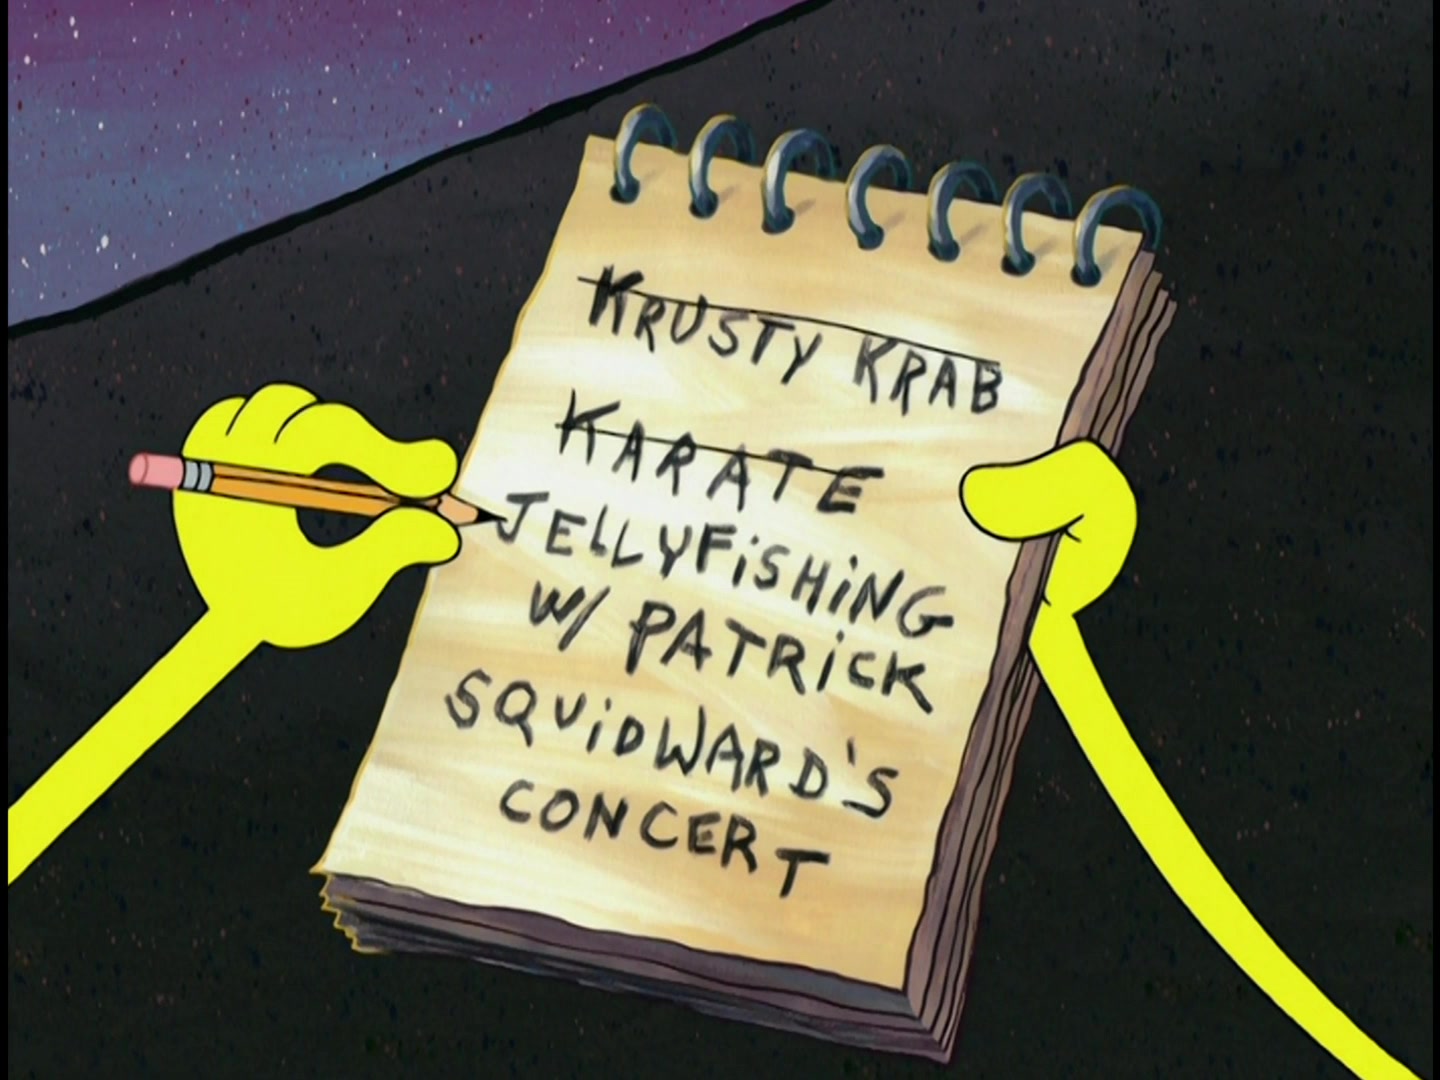 KRUSTY KRAB
KARATE
JELLYFiSHiNG
W/ PATRiCK
SQUiDWARD'S
CONCERT